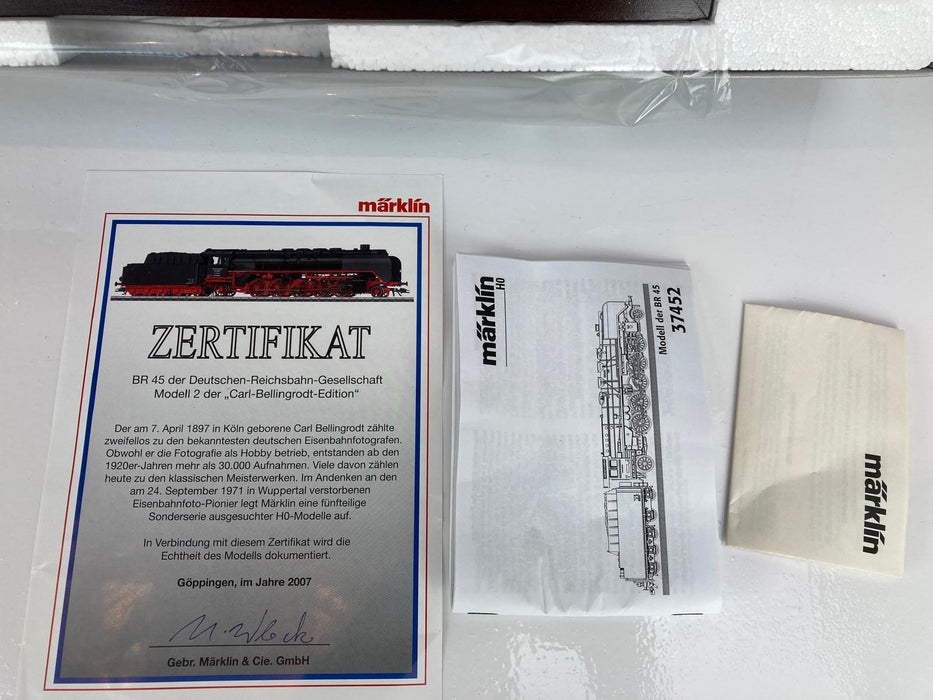 märklin
ZERTIFIKAT
BR 45 der Deutschen-Reichsbahn-Gesellschaft
Modell 2 der „Carl-Bellingrodt-Edition“
Der am 7. April 1897 in Köln geborene Carl Bellingrodt zählte
zweifellos zu den bekanntesten deutschen Eisenbahnfotografen.
Obwohl er die Fotografie als Hobby betrieb, entstanden ab den
1920er-Jahren mehr als 30.000 Aufnahmen. Viele davon zählen
heute zu den klassischen Meisterwerken. Im Andenken an den
am 24. September 1971 in Wuppertal verstorbenen
Eisenbahnfoto-Pionier legt Märklin eine fünfteilige
Sonderserie ausgesuchter H0-Modelle auf.
In Verbindung mit diesem Zertifikat wird die
Echtheit des Modells dokumentiert.
Göppingen, im Jahre 2007
Gebr. Märklin & Cie. GmbH
märklin
H0
Modell der BR 45
37452
märklin